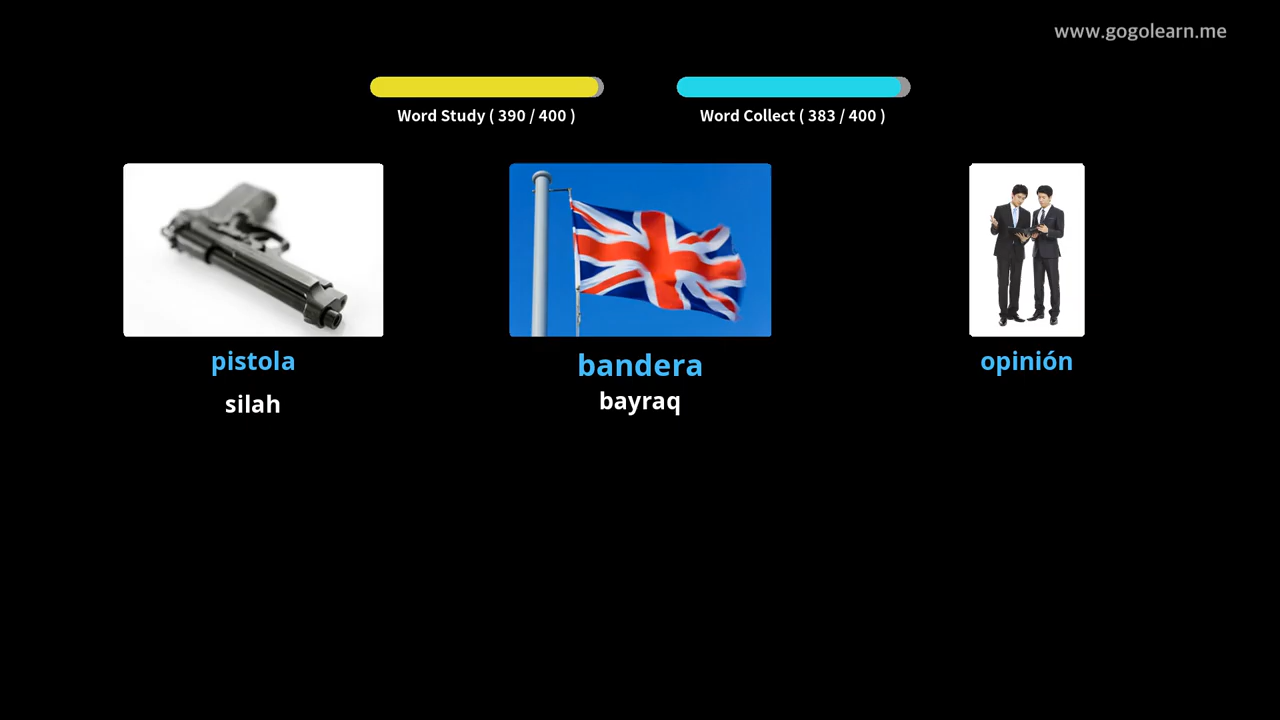 www.gogolearn.me
Word Study ( 390 / 400 )
Word Collect ( 383 / 400 )
pistola
bandera
opinión
silah
bayraq